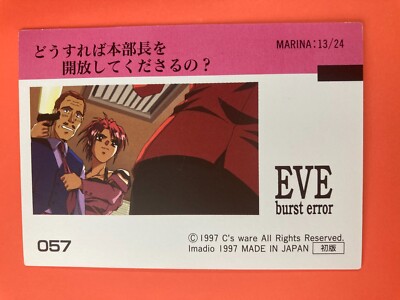 MARINA:13/24
どうすれば本部長を
開放してくださるの?
EVE
burst error
057
© 1997 C's ware All Rights Reserved.
Imadio 1997 MADE IN JAPAN 初版